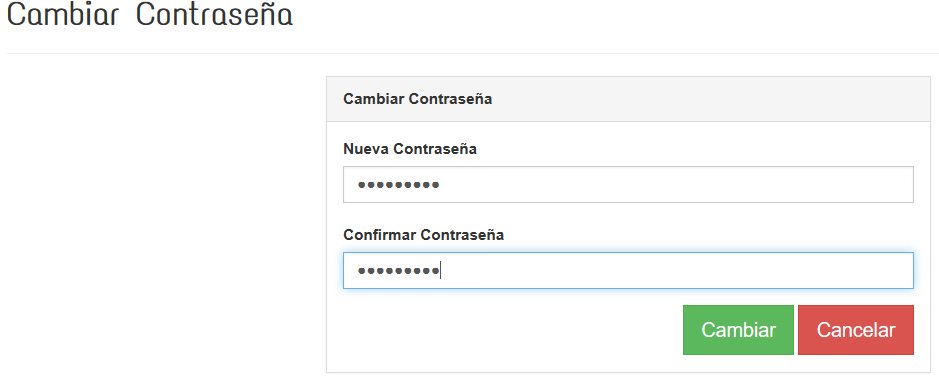 Cambiar Contraseña
Cambiar Contraseña
Nueva Contraseña
•••••••••
Confirmar Contraseña
•••••••••
Cambiar Cancelar